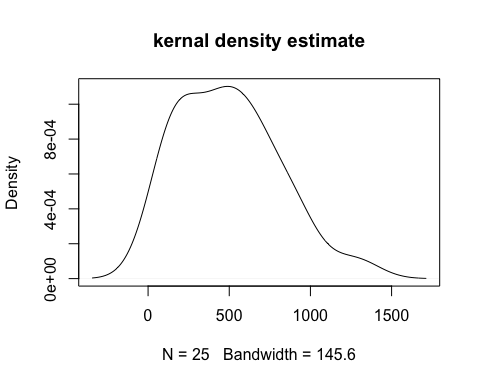 kernal density estimate
Density
0e+00 4e-04 8e-04
0 500 1000 1500
N = 25 Bandwidth = 145.6